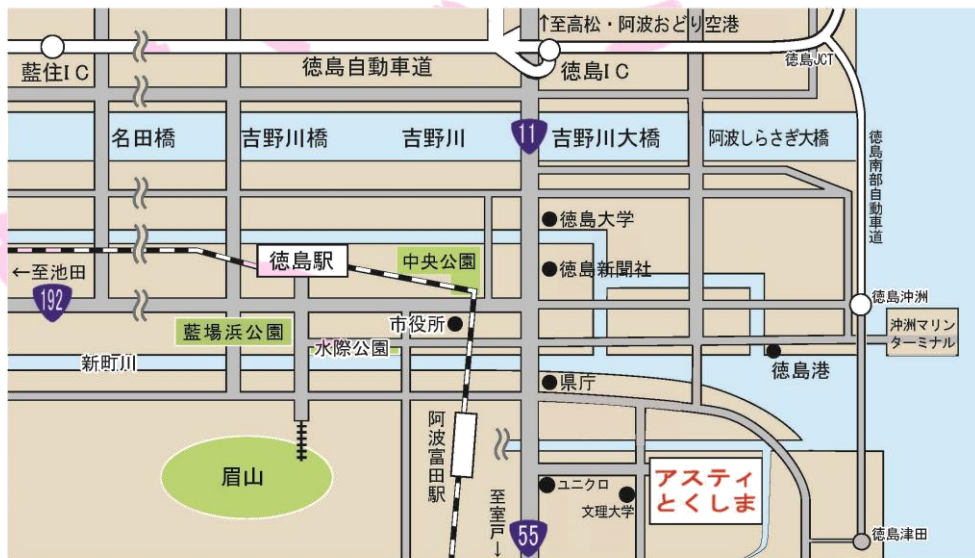 ↑至高松・阿波おどり空港
藍住IC
徳島自動車道
徳島IC
徳島JCT
名田橋
吉野川橋
吉野川
11
吉野川大橋
阿波しらさぎ大橋
徳島南部自動車道
徳島大学
徳島駅
中央公園
徳島新聞社
←至池田
192
徳島沖洲
藍場浜公園
市役所
沖洲マリン
ターミナル
水際公園
新町川
徳島港
県庁
阿波富田駅
眉山
アスティ
とくしま
ユニクロ
文理大学
至室戸→
55
徳島津田